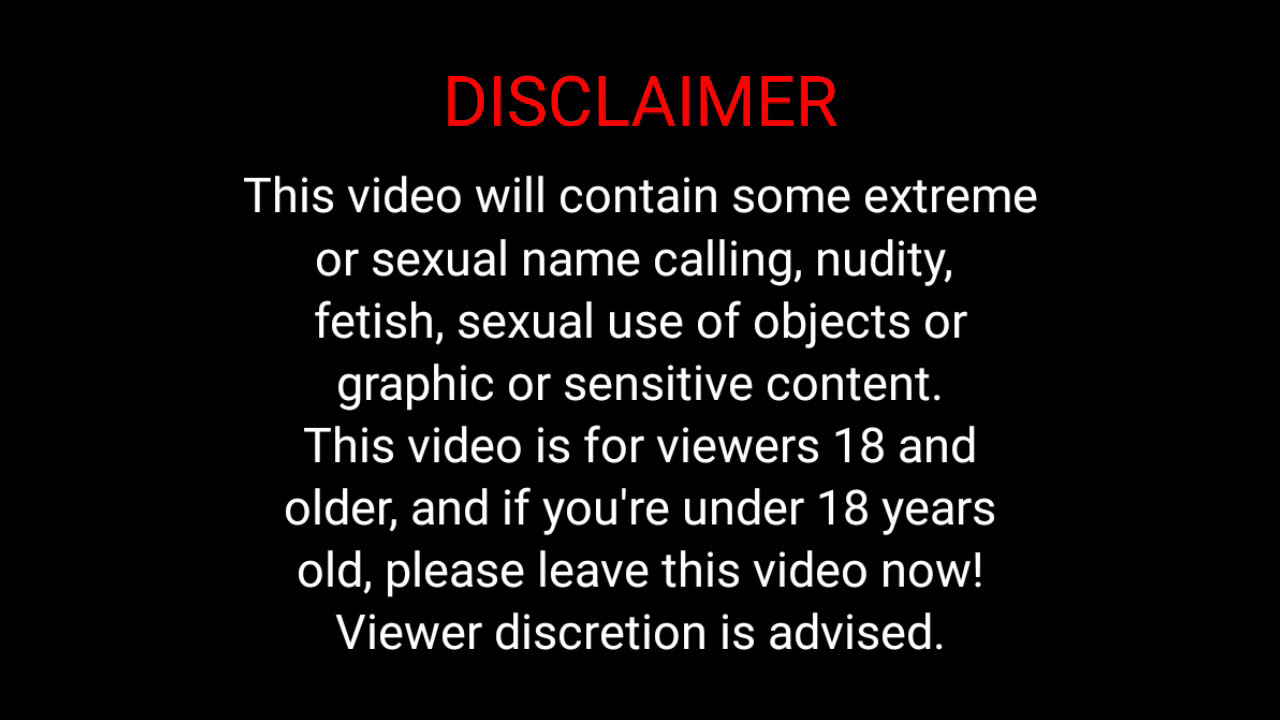 DISCLAIMER
This video will contain some extreme
or sexual name calling, nudity,
fetish, sexual use of objects or
graphic or sensitive content.
This video is for viewers 18 and
older, and if you're under 18 years
old, please leave this video now!
Viewer discretion is advised.